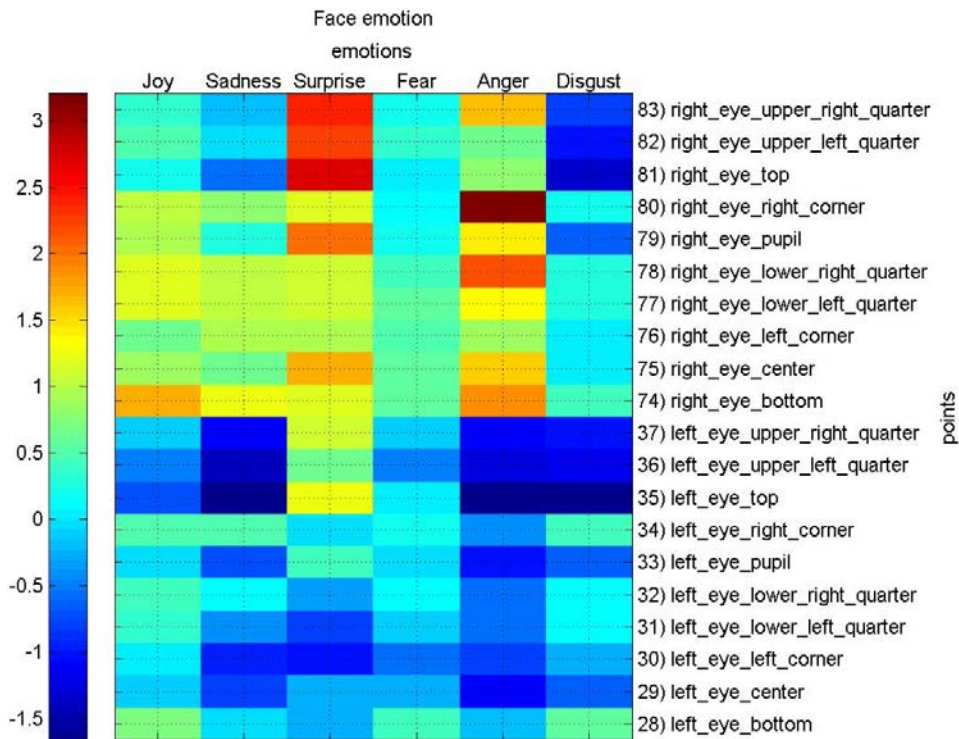 Face emotion
emotions
Joy Sadness Surprise Fear Anger Disgust
3
2.5
2
1.5
1
0.5
0
-0.5
-1
-1.5
83) right_eye_upper_right_quarter
82) right_eye_upper_left_quarter
81) right_eye_top
80) right_eye_right_corner
79) right_eye_pupil
78) right_eye_lower_right_quarter
77) right_eye_lower_left_quarter
76) right_eye_left_corner
75) right_eye_center
74) right_eye_bottom
37) left_eye_upper_right_quarter
36) left_eye_upper_left_quarter
35) left_eye_top
34) left_eye_right_corner
33) left_eye_pupil
32) left_eye_lower_right_quarter
31) left_eye_lower_left_quarter
30) left_eye_left_corner
29) left_eye_center
28) left_eye_bottom
points